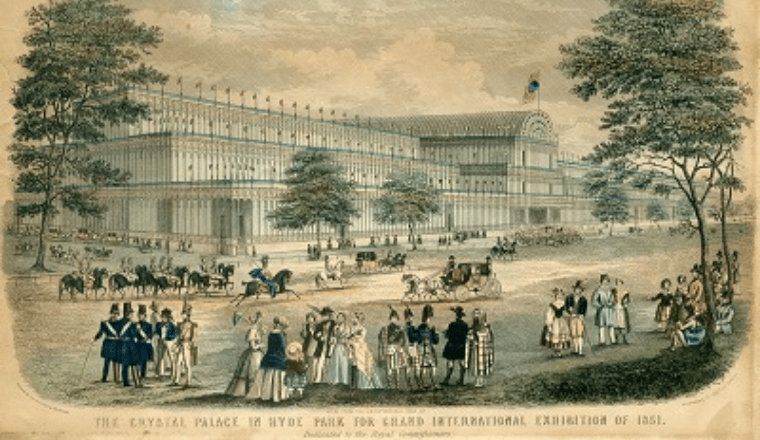 THE CRYSTAL PALACE IN HYDE PARK FOR GRAND INTERNATIONAL EXHIBITION OF 1851.
Dedicated to the Royal Commissioners.